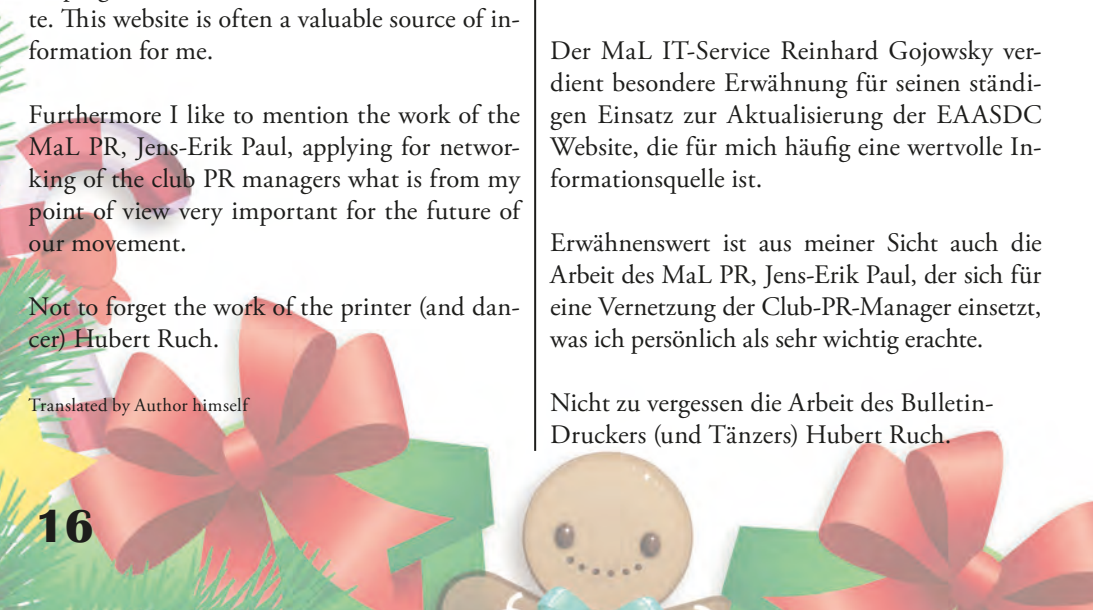 te. This website is often a valuable source of in-
formation for me.
Furthermore I like to mention the work of the
MaL PR, Jens-Erik Paul, applying for networ-
king of the club PR managers what is from my
point of view very important for the future of
our movement.
Not to forget the work of the printer (and dan-
cer) Hubert Ruch.
Translated by Author himself
Der MaL IT-Service Reinhard Gojowsky ver-
dient besondere Erwähnung für seinen ständi-
gen Einsatz zur Aktualisierung der EAASDC
Website, die für mich häufig eine wertvolle In-
formationsquelle ist.
Erwähnenswert ist aus meiner Sicht auch die
Arbeit des MaL PR, Jens-Erik Paul, der sich für
eine Vernetzung der Club-PR-Manager einsetzt,
was ich persönlich als sehr wichtig erachte.
Nicht zu vergessen die Arbeit des Bulletin-
Druckers (und Tänzers) Hubert Ruch.
16